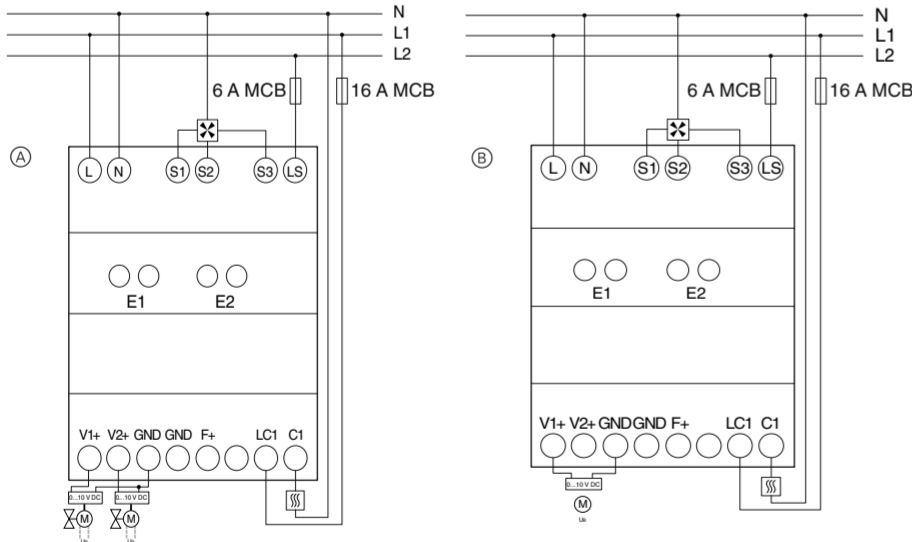 N
L1
L2
6 A MCB
16 A MCB
A
L N S1 S2 S3 LS
E1 E2
V1+ V2+ GND GND F+ LC1 C1
0...10 V DC 0...10 V DC
M M
N
L1
L2
6 A MCB
16 A MCB
B
L N S1 S2 S3 LS
E1 E2
V1+ V2+ GND GND F+ LC1 C1
0...10 V DC
M